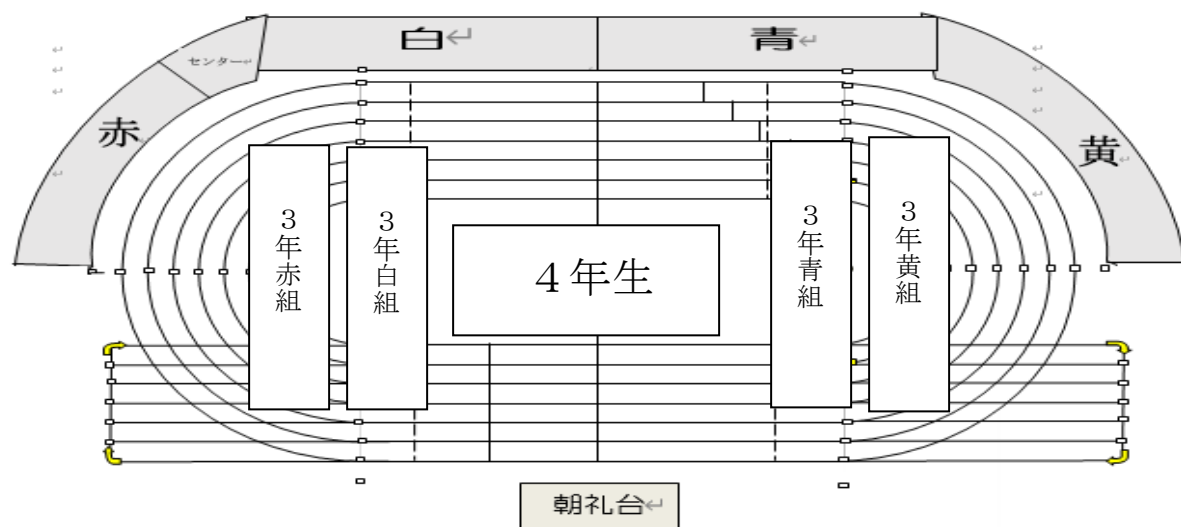 白
青
センター
赤
黄
３年赤組
３年白組
４年生
３年青組
３年黄組
朝礼台